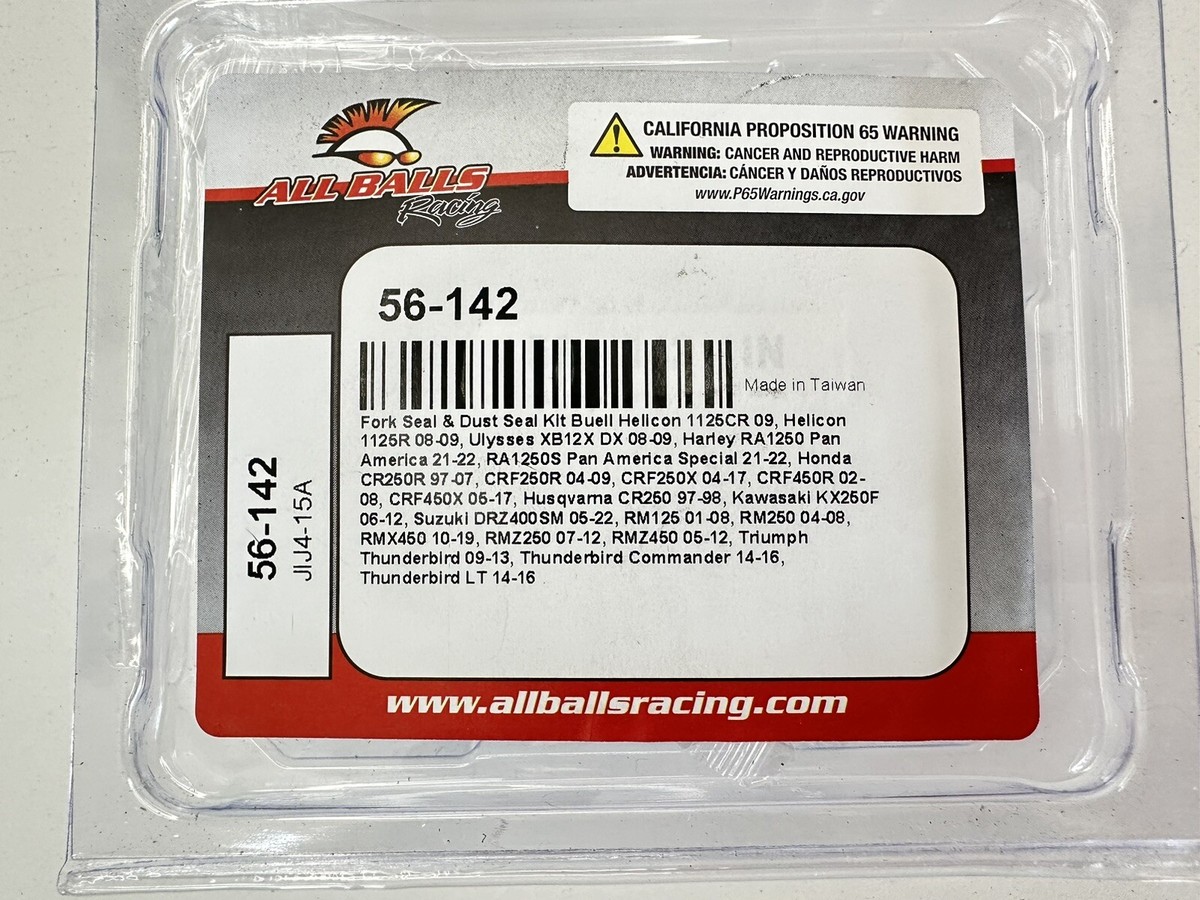 ALL BALLS
Racing
CALIFORNIA PROPOSITION 65 WARNING
WARNING: CANCER AND REPRODUCTIVE HARM
ADVERTENCIA: CÁNCER Y DAÑOS REPRODUCTIVOS
www.P65Warnings.ca.gov
56-142
Made in Taiwan
Fork Seal & Dust Seal Kit Buell Helicon 1125CR 09, Helicon
1125R 08-09, Ulysses XB12X DX 08-09, Harley RA1250 Pan
America 21-22, RA1250S Pan America Special 21-22, Honda
CR250R 97-07, CRF250R 04-09, CRF250X 04-17, CRF450R 02-
08, CRF450X 05-17, Husqvarna CR250 97-98, Kawasaki KX250F
06-12, Suzuki DRZ400SM 05-22, RM125 01-08, RM250 04-08,
RMX450 10-19, RMZ250 07-12, RMZ450 05-12, Triumph
Thunderbird 09-13, Thunderbird Commander 14-16,
Thunderbird LT 14-16
56-142
JIJ4-15A
www.allballsracing.com